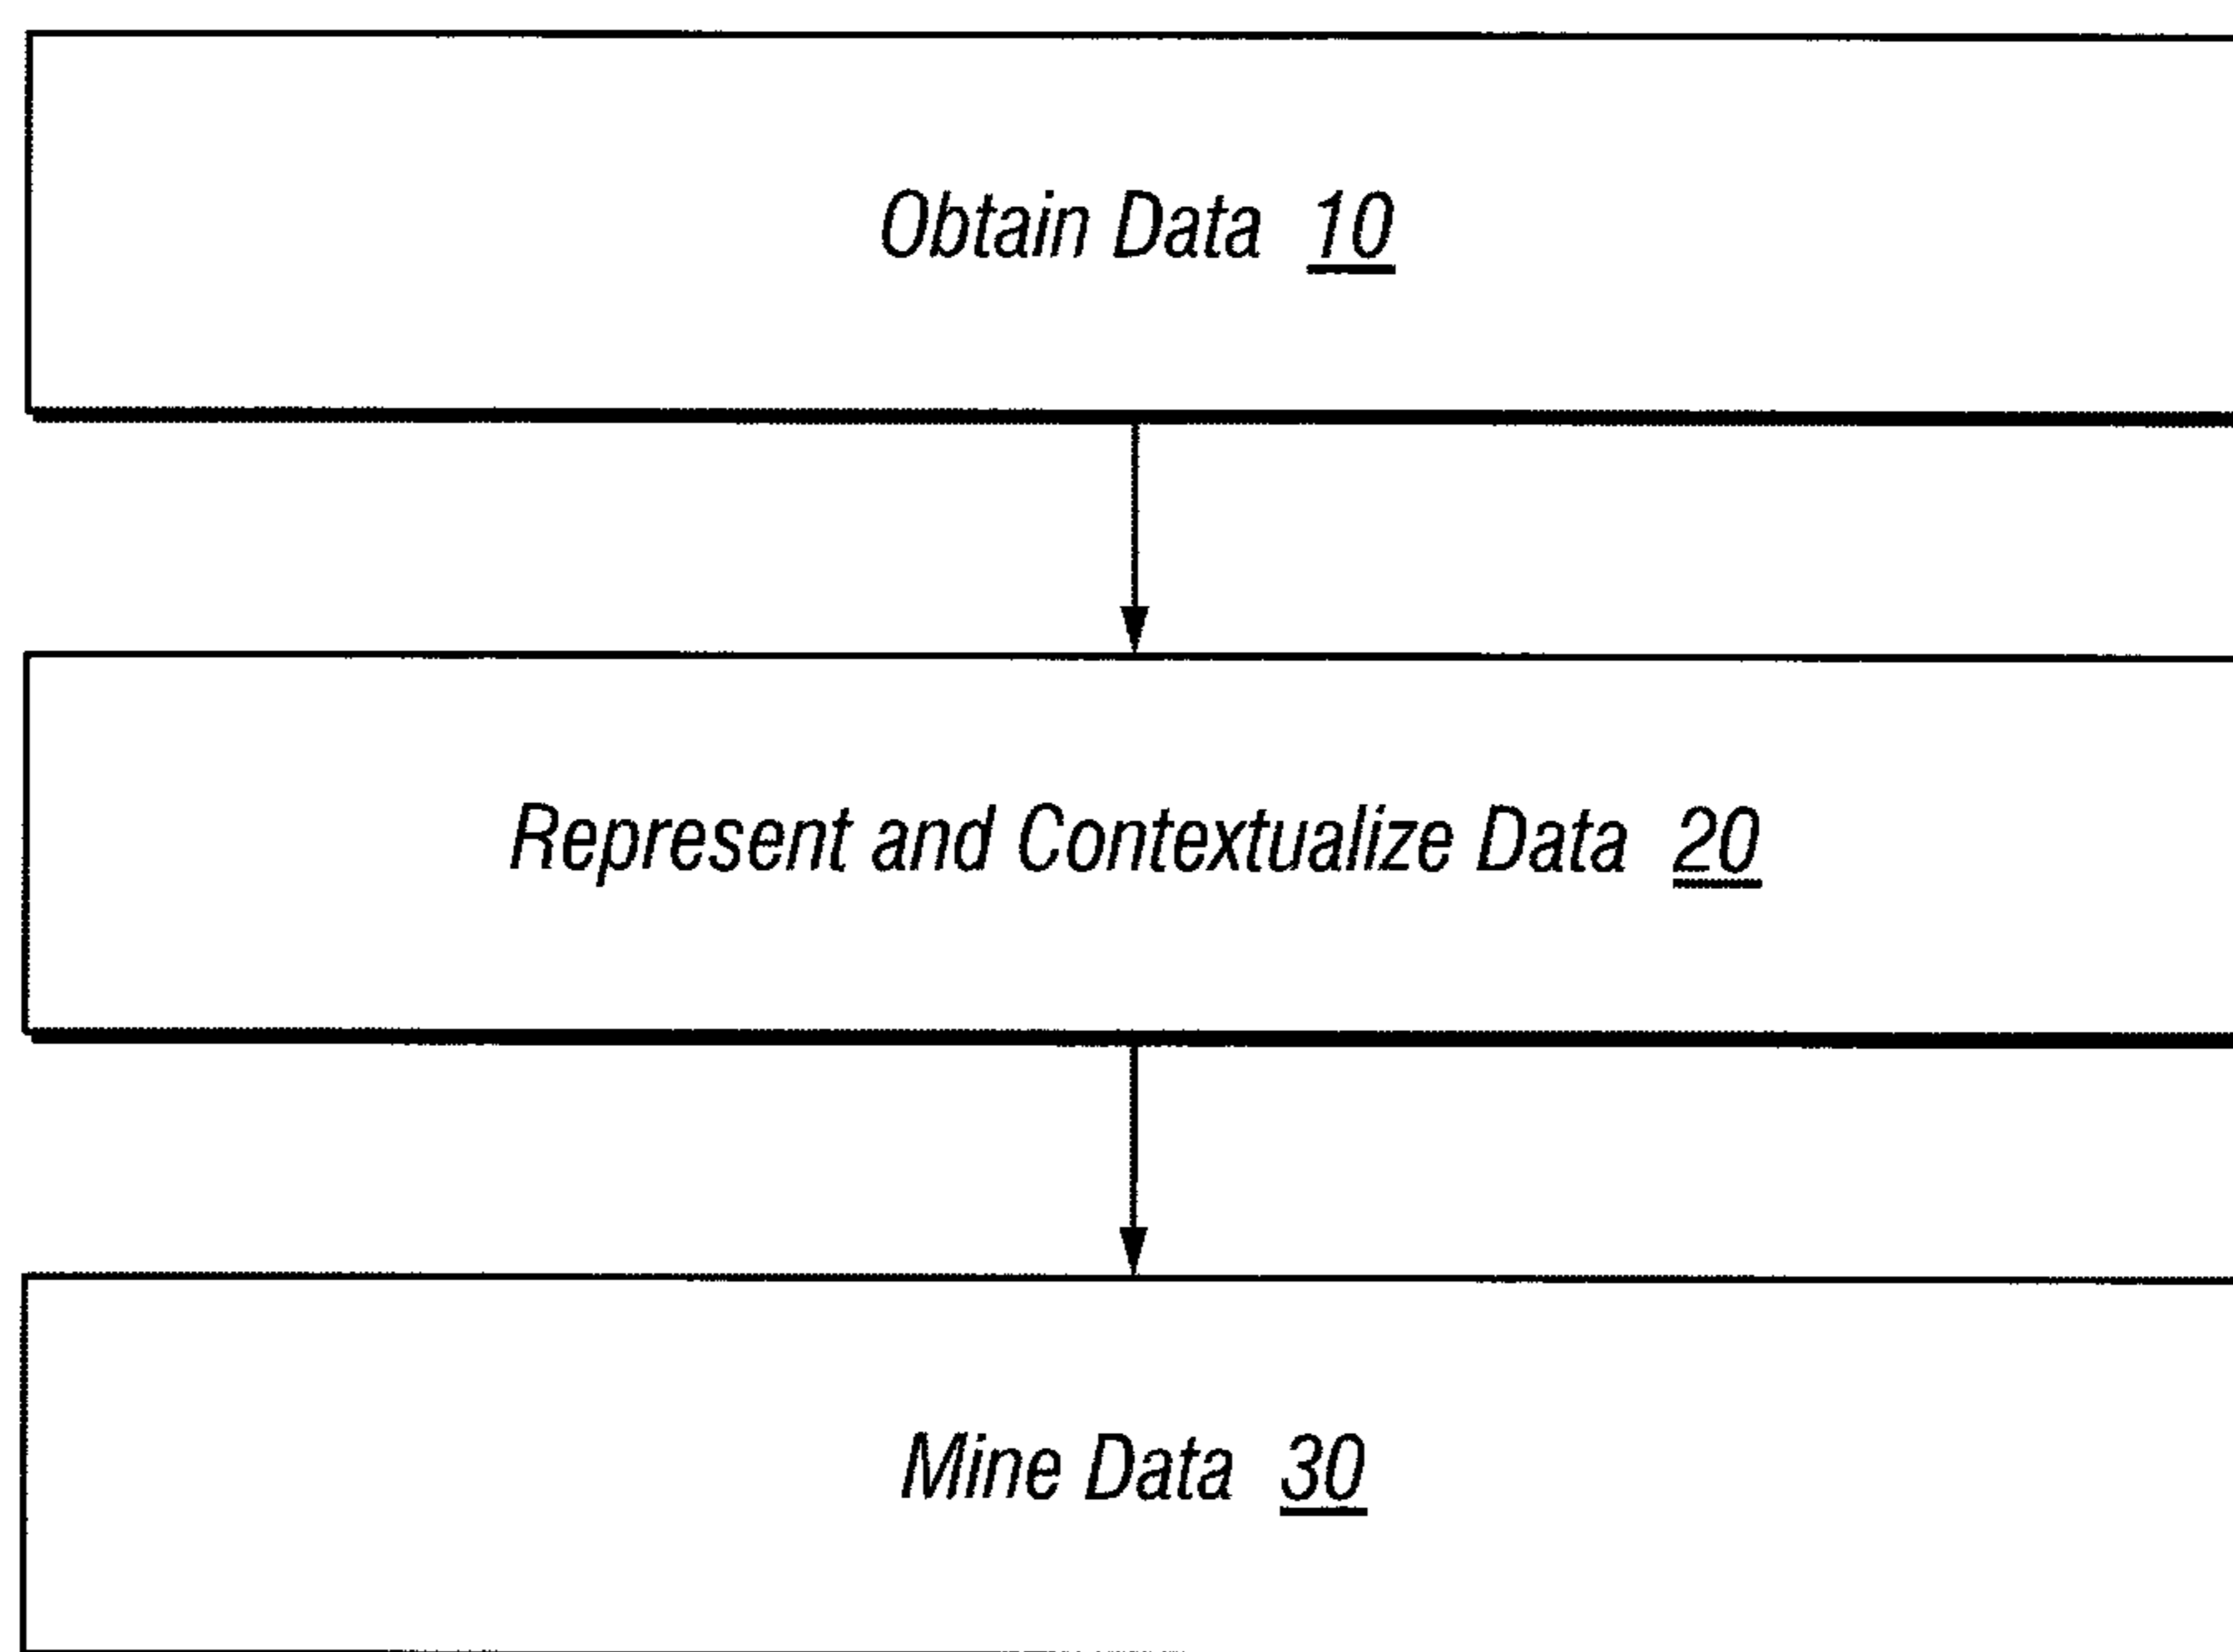 Obtain Data 10
Represent and Contextualize Data 20
Mine Data 30